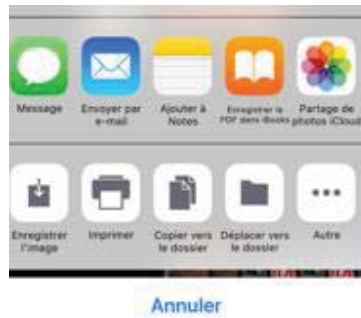 Message
Envoyer par
e-mail
Ajouter à
Notes
Enregistrer le
PDF dans iBooks
Partage de
photos iCloud
Enregistrer
l'image
Imprimer
Copier vers
le dossier
Déplacer vers
le dossier
Autre
Annuler